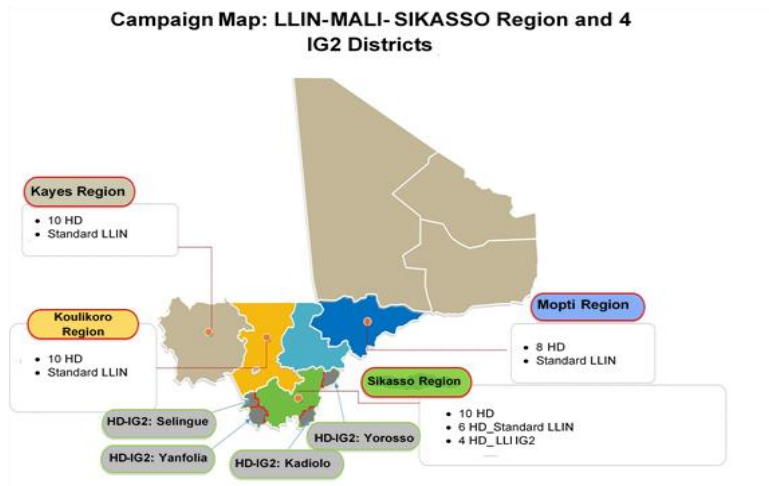 Campaign Map: LLIN-MALI- SIKASSO Region and 4
IG2 Districts
Kayes Region
• 10 HD
• Standard LLIN
Koulikoro
Region
• 10 HD
• Standard LLIN
Mopti Region
• 8 HD
• Standard LLIN
Sikasso Region
• 10 HD
• 6 HD_Standard LLIN
• 4 HD_ LLI IG2
HD-IG2: Selingue
HD-IG2: Yorosso
HD-IG2: Yanfolia
HD-IG2: Kadiolo